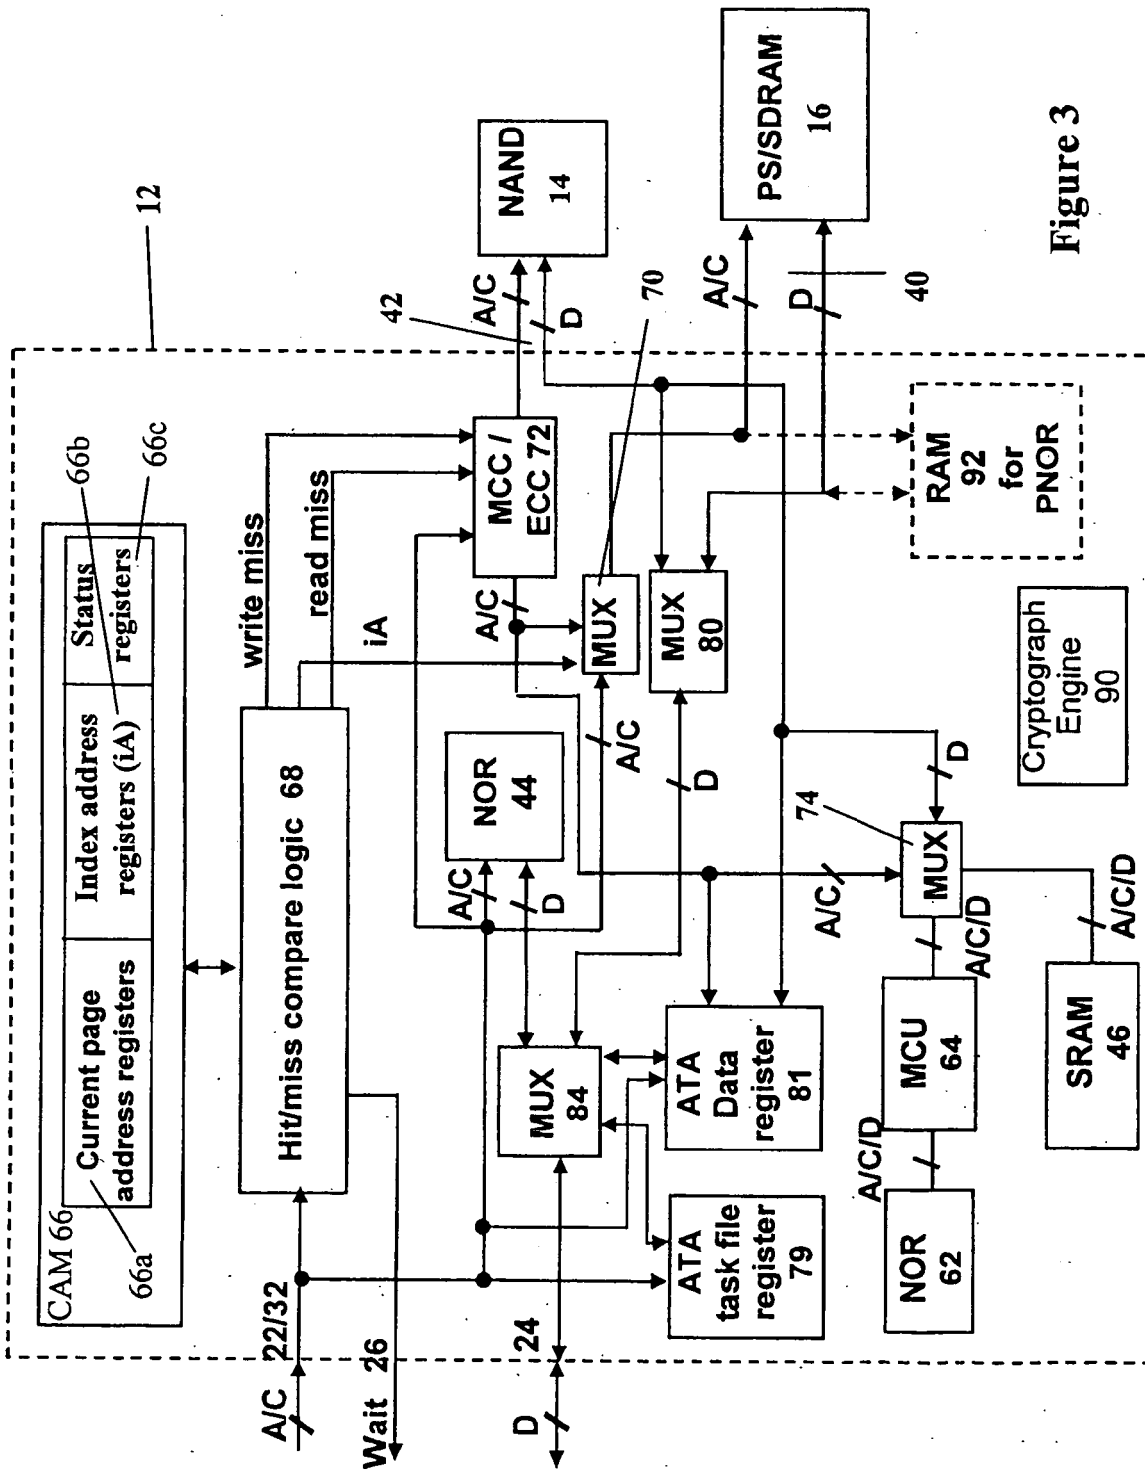 12
66b
66c
CAM 66
Current page
address registers
Index address
registers (iA)
Status
registers
66a
Hit/miss compare logic 68
write miss
read miss
iA
A/C
22/32
Wait
26
D
24
MCC /
ECC 72
A/C
D
42
NAND
14
A/C
MUX
70
MUX
80
A/C
D
NOR
44
A/C
D
MUX
84
ATA
Data
register
81
ATA
task file
register
79
A/C
D
40
PS/SDRAM
16
RAM
92
for
PNOR
Cryptograph
Engine
90
D
74
MUX
A/C
A/C/D
A/C/D
MCU
64
A/C/D
NOR
62
SRAM
46
Figure 3